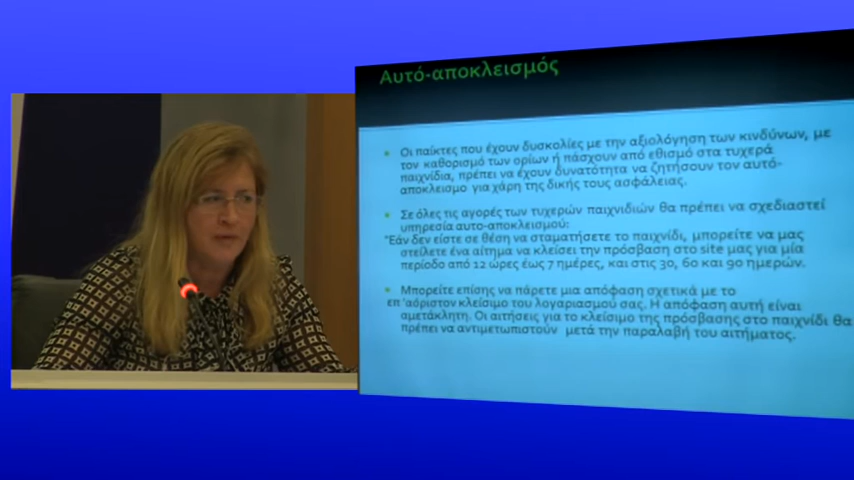 Αυτό-αποκλεισμός
Οι παίκτες που έχουν δυσκολίες με την αξιολόγηση των κινδύνων, με
τον καθορισμό των ορίων ή πάσχουν από εθισμό στα τυχερά
παιχνίδια, πρέπει να έχουν δυνατότητα να ζητήσουν τον αυτό-
αποκλεισμο για χάρη της δικής τους ασφάλειας.
Σε όλες τις αγορές των τυχερών παιχνιδιών θα πρέπει να σχεδιαστεί
υπηρεσία αυτο-αποκλεισμού:
"Εάν δεν είστε σε θέση να σταματήσετε το παιχνίδι, μπορείτε να μας
στείλετε ένα αίτημα να κλείσει την πρόσβαση στο site μας για μία
περίοδο από 12 ώρες έως 7 ημέρες, και στις 30, 60 και 90 ημερών.
Μπορείτε επίσης να πάρετε μια απόφαση σχετικά με το
επ 'αόριστον κλείσιμο του λογαριασμού σας. Η απόφαση αυτή είναι
αμετάκλητη. Οι αιτήσεις για το κλείσιμο της πρόσβασης στο παιχνίδι θα
πρέπει να αντιμετωπιστούν μετά την παραλαβή του αιτήματος.